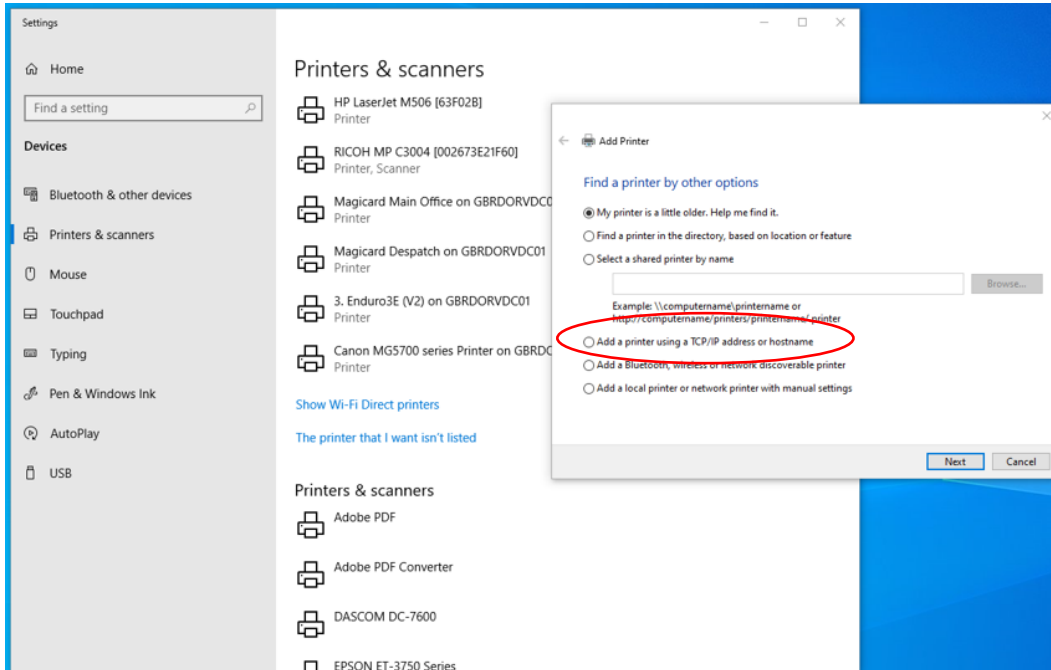 Settings
Home
Find a setting
Devices
Bluetooth & other devices
Printers & scanners
Mouse
Touchpad
Typing
Pen & Windows Ink
AutoPlay
USB
Printers & scanners
HP LaserJet M506 [63F02B]
Printer
RICOH MP C3004 [002673E21F60]
Printer, Scanner
Magicard Main Office on GBRDORVDC0
Printer
Magicard Despatch on GBRDORVDC01
Printer
3. Enduro3E (V2) on GBRDORVDC01
Printer
Canon MG5700 series Printer on GBRDO
Printer
Show Wi-Fi Direct printers
The printer that I want isn't listed
Printers & scanners
Adobe PDF
Adobe PDF Converter
DASCOM DC-7600
EPSON ET-3750 Series
Add Printer
Find a printer by other options
My printer is a little older. Help me find it.
Find a printer in the directory, based on location or feature
Select a shared printer by name
Browse...
Example: \\computername\printername or
http://computername/printers/printername/.printer
Add a printer using a TCP/IP address or hostname
Add a Bluetooth, wireless or network discoverable printer
Add a local printer or network printer with manual settings
Next
Cancel